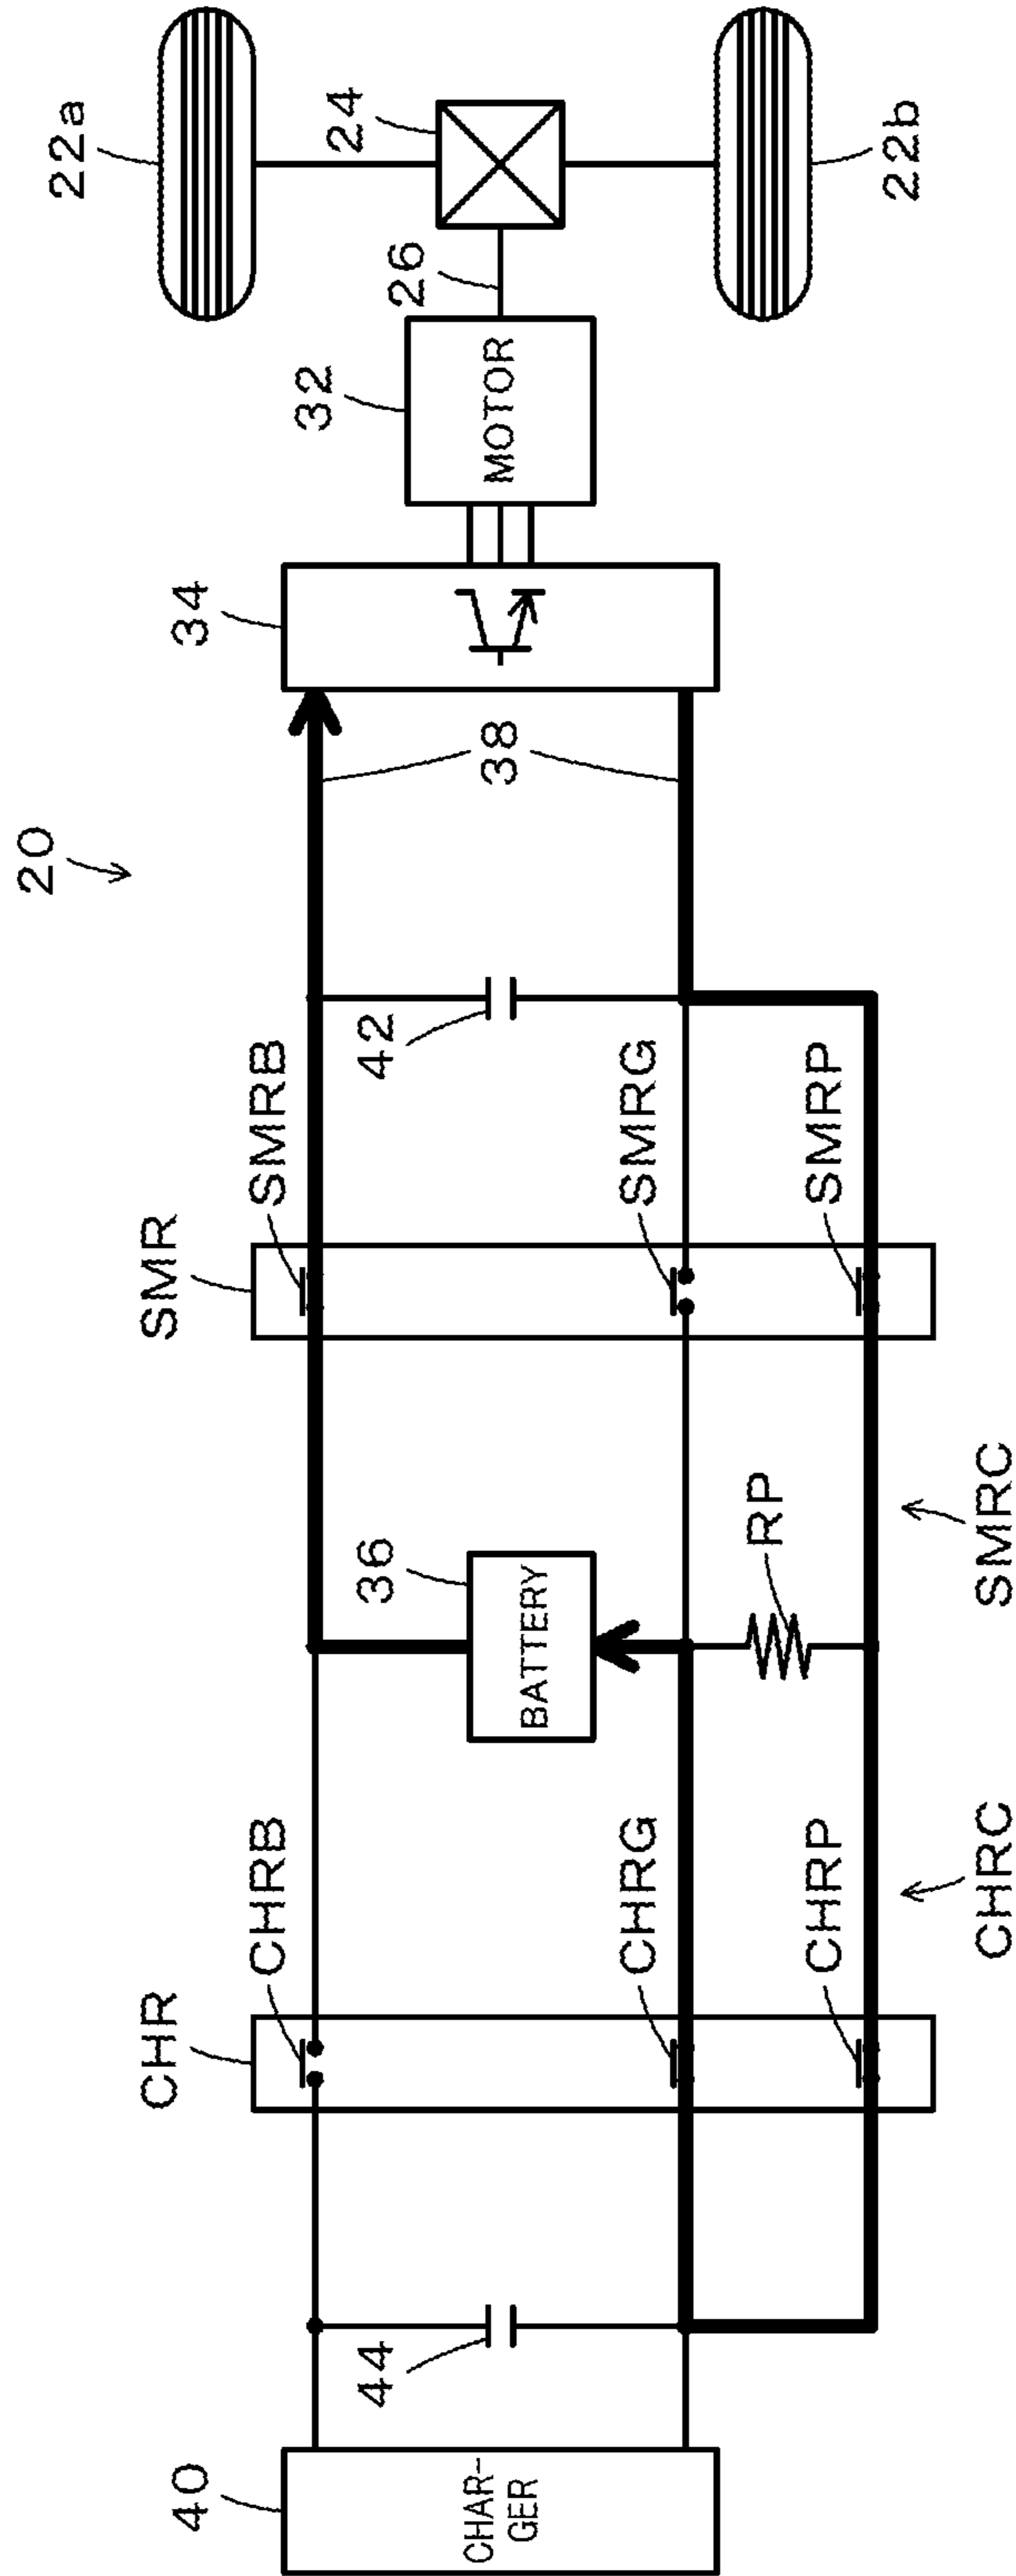 20
22a
24
26
32
MOTOR
34
38
22b
SMR
SMRB
42
SMRG
SMRP
36
BATTERY
RP
SMRC
CHR
CHRB
CHRG
CHRP
CHRC
44
40
CHAR-
GER